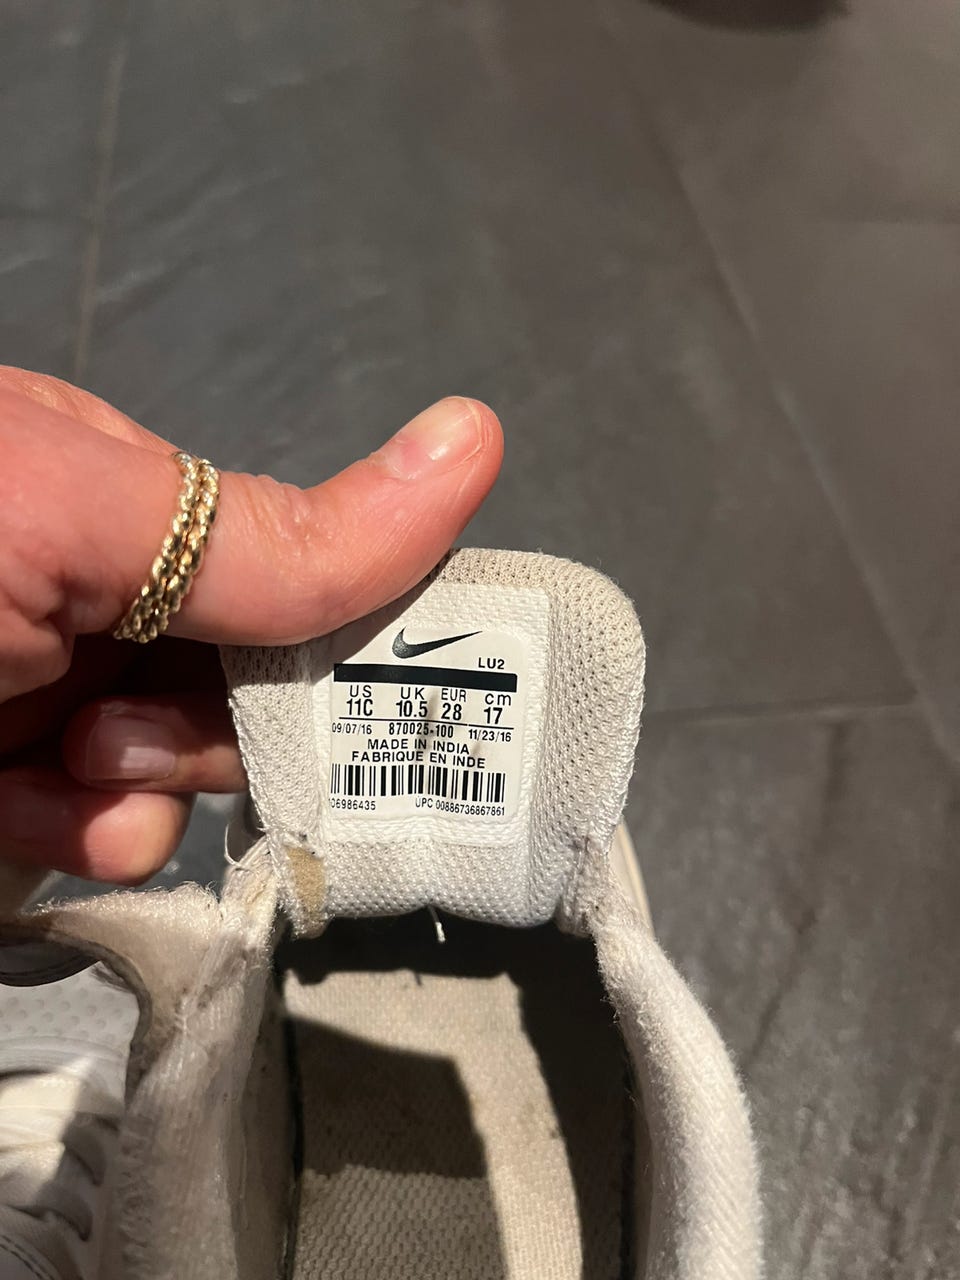 LU2
US UK EUR cm
11C 10.5 28 17
09/07/16 870025-100 11/23/16
MADE IN INDIA
FABRIQUE EN INDE
06986435 UPC 00886736867861